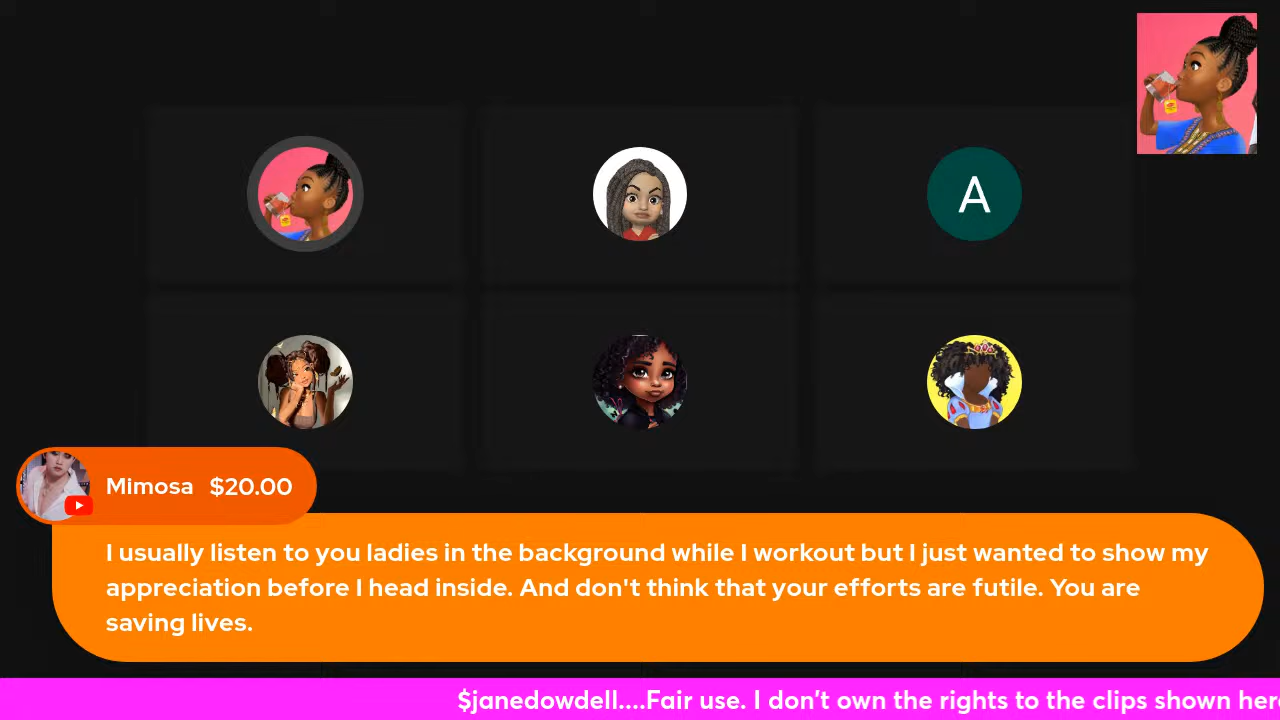 A
Mimosa $20.00
I usually listen to you ladies in the background while I workout but I just wanted to show my
appreciation before I head inside. And don't think that your efforts are futile. You are
saving lives.
$janedowdell....Fair use. I don't own the rights to the clips shown her